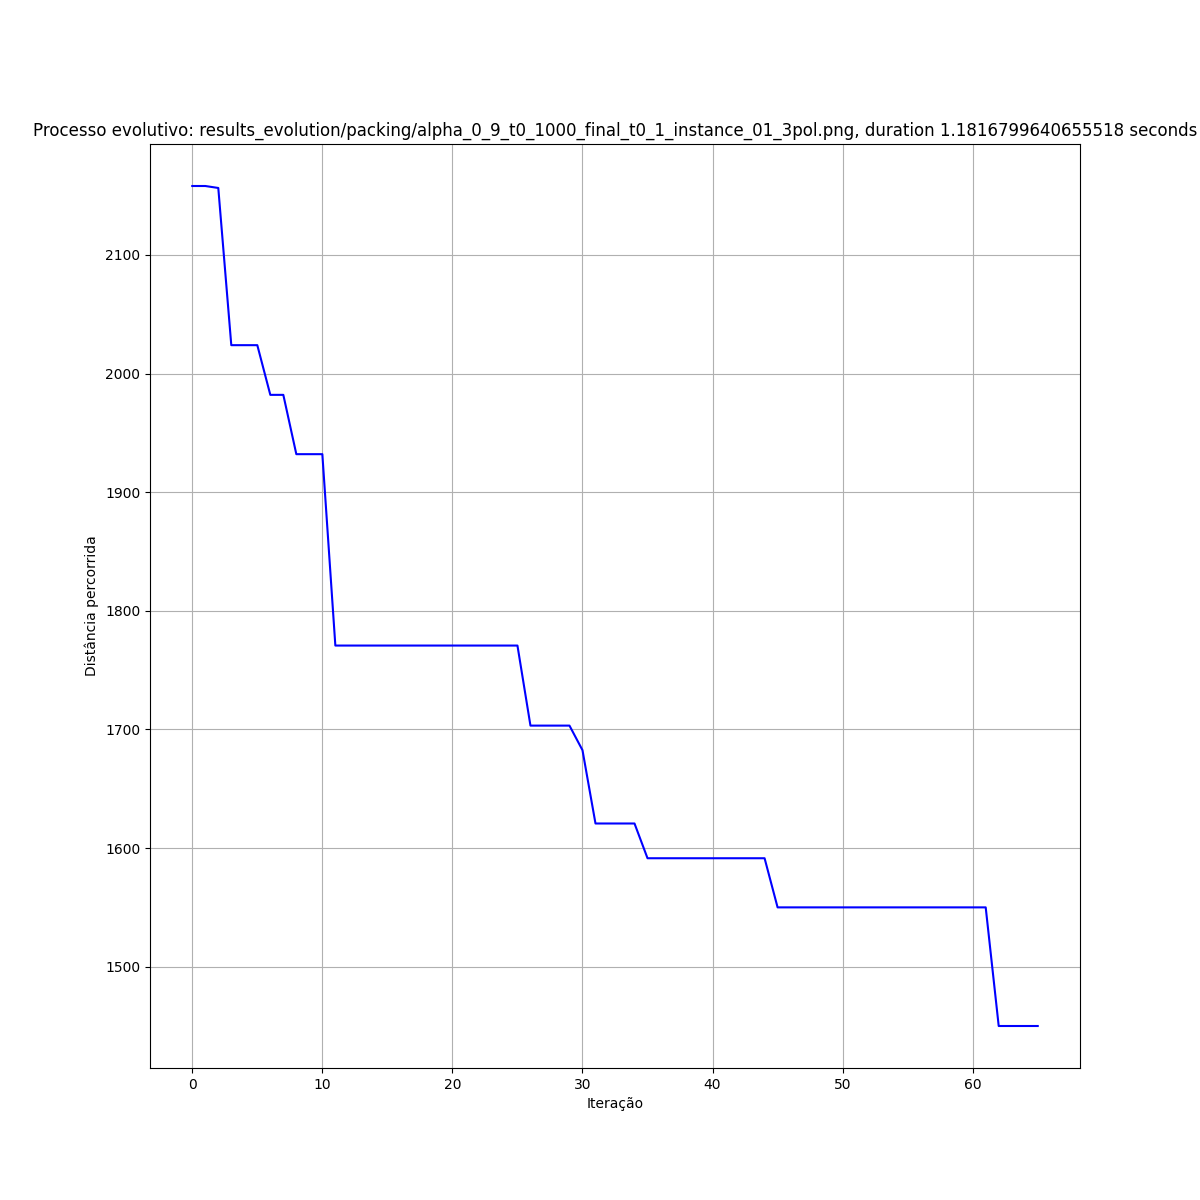 Processo evolutivo: results_evolution/packing/alpha_0_9_t0_1000_final_t0_1_instance_01_3pol.png, duration 1.1816799640655518 seconds
2100
2000
1900
1800
1700
1600
1500
Distância percorrida
0 10 20 30 40 50 60
Iteração